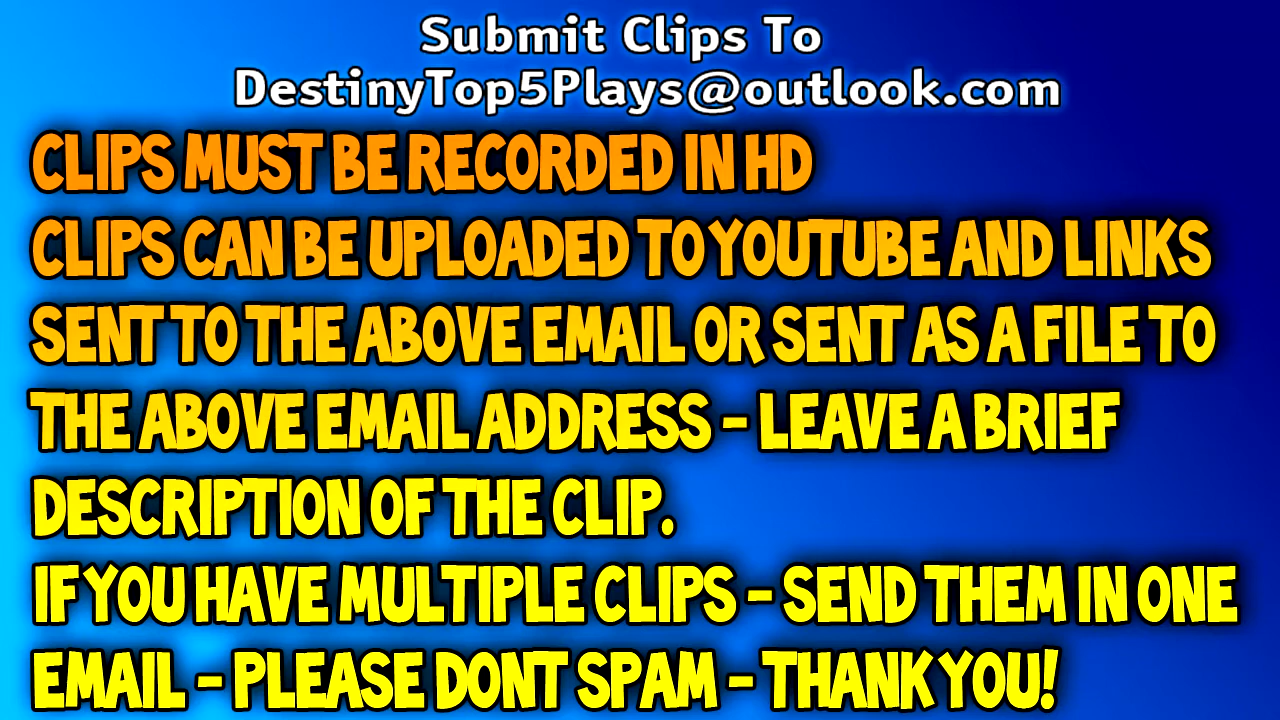 Submit Clips To
DestinyTop5Plays@outlook.com
CLIPS MUST BE RECORDED IN HD
CLIPS CAN BE UPLOADED TO YOUTUBE AND LINKS
SENT TO THE ABOVE EMAIL OR SENT AS A FILE TO
THE ABOVE EMAIL ADDRESS - LEAVE A BRIEF
DESCRIPTION OF THE CLIP.
IF YOU HAVE MULTIPLE CLIPS - SEND THEM IN ONE
EMAIL - PLEASE DONT SPAM - THANK YOU!